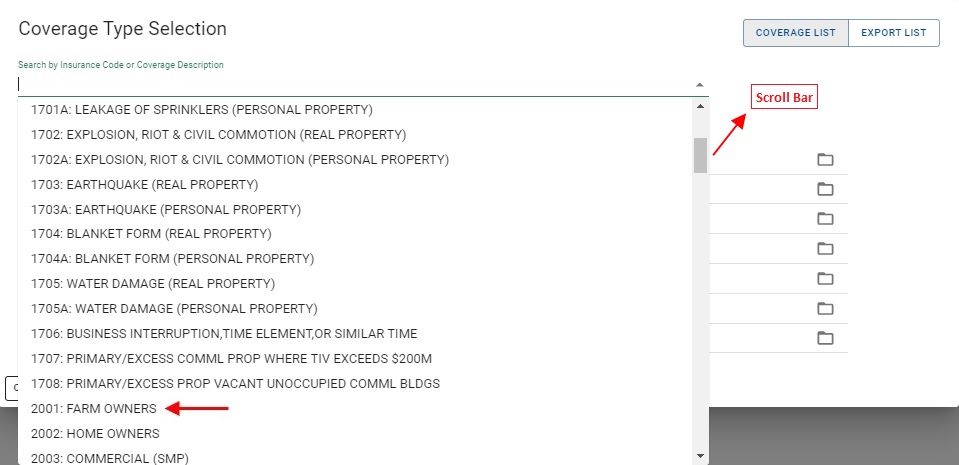 Coverage Type Selection
COVERAGE LIST
EXPORT LIST
Search by Insurance Code or Coverage Description
Scroll Bar
1701A: LEAKAGE OF SPRINKLERS (PERSONAL PROPERTY)
1702: EXPLOSION, RIOT & CIVIL COMMOTION (REAL PROPERTY)
1702A: EXPLOSION, RIOT & CIVIL COMMOTION (PERSONAL PROPERTY)
1703: EARTHQUAKE (REAL PROPERTY)
1703A: EARTHQUAKE (PERSONAL PROPERTY)
1704: BLANKET FORM (REAL PROPERTY)
1704A: BLANKET FORM (PERSONAL PROPERTY)
1705: WATER DAMAGE (REAL PROPERTY)
1705A: WATER DAMAGE (PERSONAL PROPERTY)
1706: BUSINESS INTERRUPTION,TIME ELEMENT,OR SIMILAR TIME
1707: PRIMARY/EXCESS COMML PROP WHERE TIV EXCEEDS $200M
1708: PRIMARY/EXCESS PROP VACANT UNOCCUPIED COMML BLDGS
2001: FARM OWNERS
2002: HOME OWNERS
2003: COMMERCIAL (SMP)